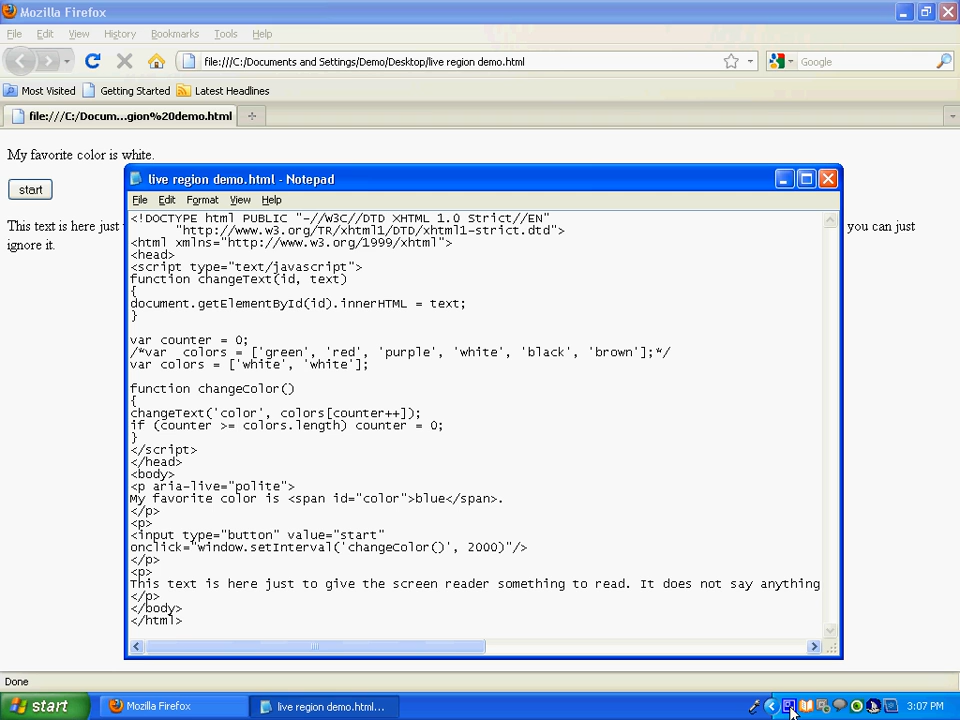 Mozilla Firefox
File Edit View History Bookmarks Tools Help
file:///C:/Documents and Settings/Demo/Desktop/live region demo.html
Google
Most Visited Getting Started Latest Headlines
file:///C:/Docum...gion%20demo.html
My favorite color is white.
start
This text is here just
you can just
ignore it.
live region demo.html - Notepad
File Edit Format View Help
<!DOCTYPE html PUBLIC "-//W3C//DTD XHTML 1.0 Strict//EN"
"http://www.w3.org/TR/xhtml1/DTD/xhtml1-strict.dtd">
<html xmlns="http://www.w3.org/1999/xhtml">
<head>
<script type="text/javascript">
function changeText(id, text)
{
document.getElementById(id).innerHTML = text;
}
var counter = 0;
/*var  colors = ['green', 'red', 'purple', 'white', 'black', 'brown'];*/
var colors = ['white', 'white'];
function changeColor()
{
changeText('color', colors[counter++]);
if (counter >= colors.length) counter = 0;
}
</script>
</head>
<body>
<p aria-live="polite">
My favorite color is <span id="color">blue</span>.
</p>
<p>
<input type="button" value="start"
onclick="window.setInterval('changeColor()', 2000)"/>
</p>
<p>
This text is here just to give the screen reader something to read. It does not say anything
</p>
</body>
</html>
Done
start Mozilla Firefox live region demo.html... 3:07 PM